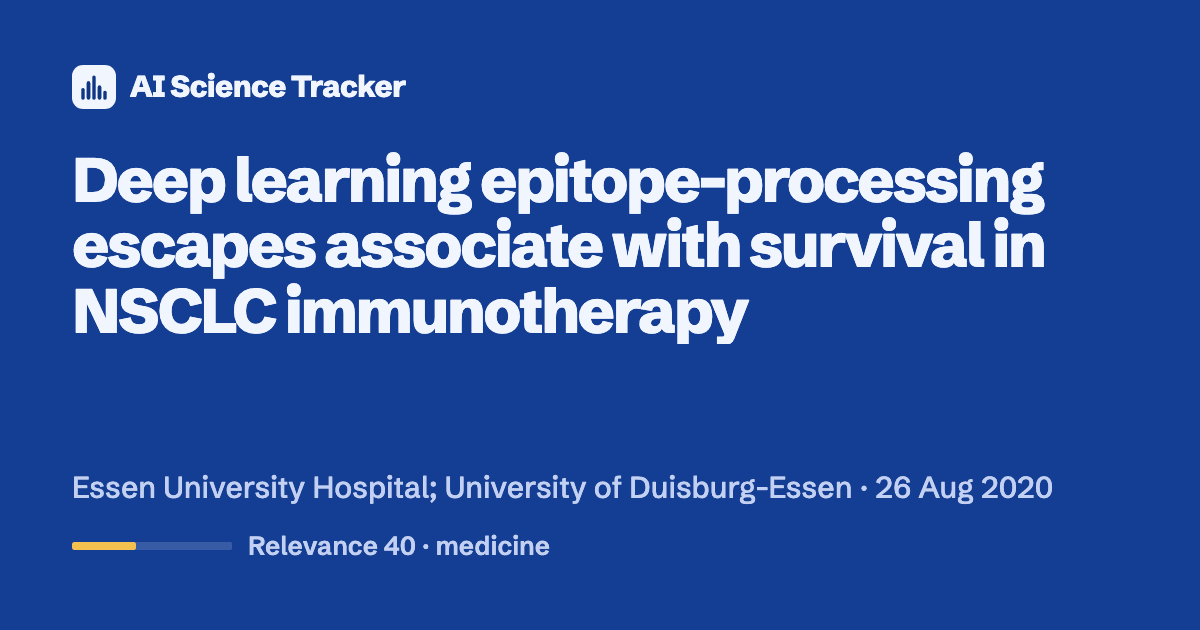 AI Science Tracker
Deep learning epitope-processing
escapes associate with survival in
NSCLC immunotherapy
Essen University Hospital; University of Duisburg-Essen · 26 Aug 2020
Relevance 40 · medicine